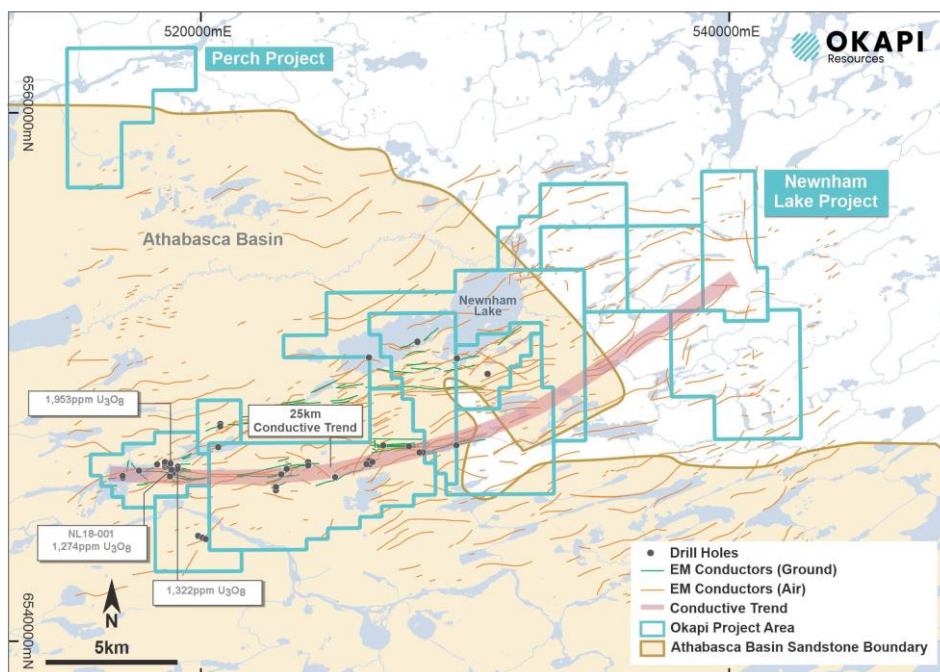 520000mE
540000mE
OKAPI
Resources
Perch Project
6560000mN
Newnham
Lake Project
Athabasca Basin
Newnham
Lake
1,953ppm U₃O₈
25km
Conductive Trend
NL18-001
1,274ppm U₃O₈
1,322ppm U₃O₈
6540000mN
N
5km
Drill Holes
EM Conductors (Ground)
EM Conductors (Air)
Conductive Trend
Okapi Project Area
Athabasca Basin Sandstone Boundary